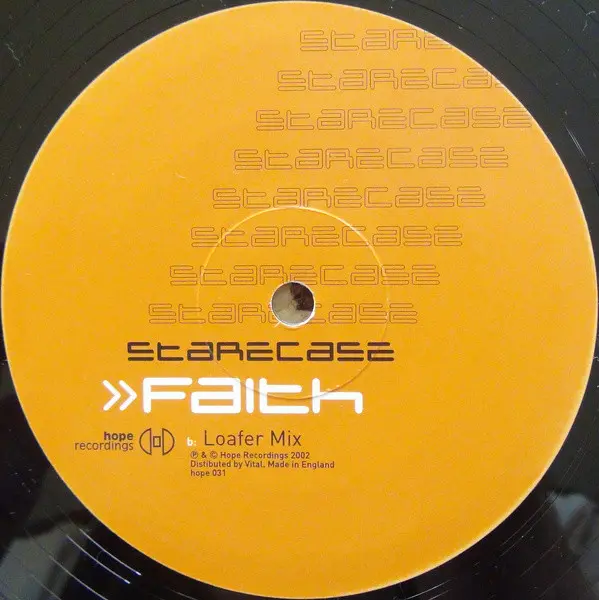 starecase
starecase
starecase
starecase
starecase
starecase
starecase
starecase
starecase
»Faith
hope
recordings
b: Loafer Mix
℗ & © Hope Recordings 2002
Distibuted by Vital, Made in England
hope 031